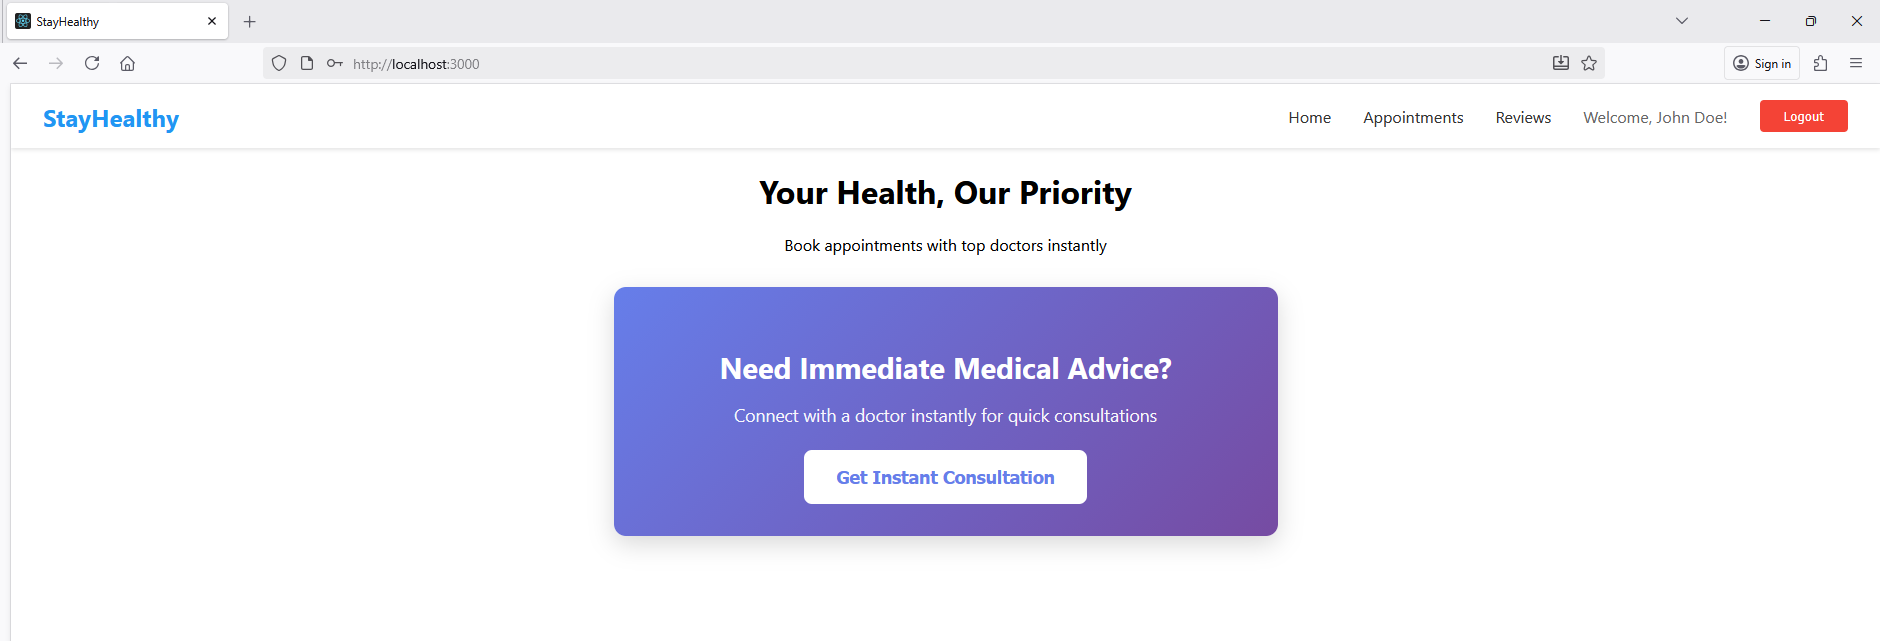 StayHealthy
http://localhost:3000
Sign in
StayHealthy
Home Appointments Reviews Welcome, John Doe! Logout
Your Health, Our Priority
Book appointments with top doctors instantly
Need Immediate Medical Advice?
Connect with a doctor instantly for quick consultations
Get Instant Consultation